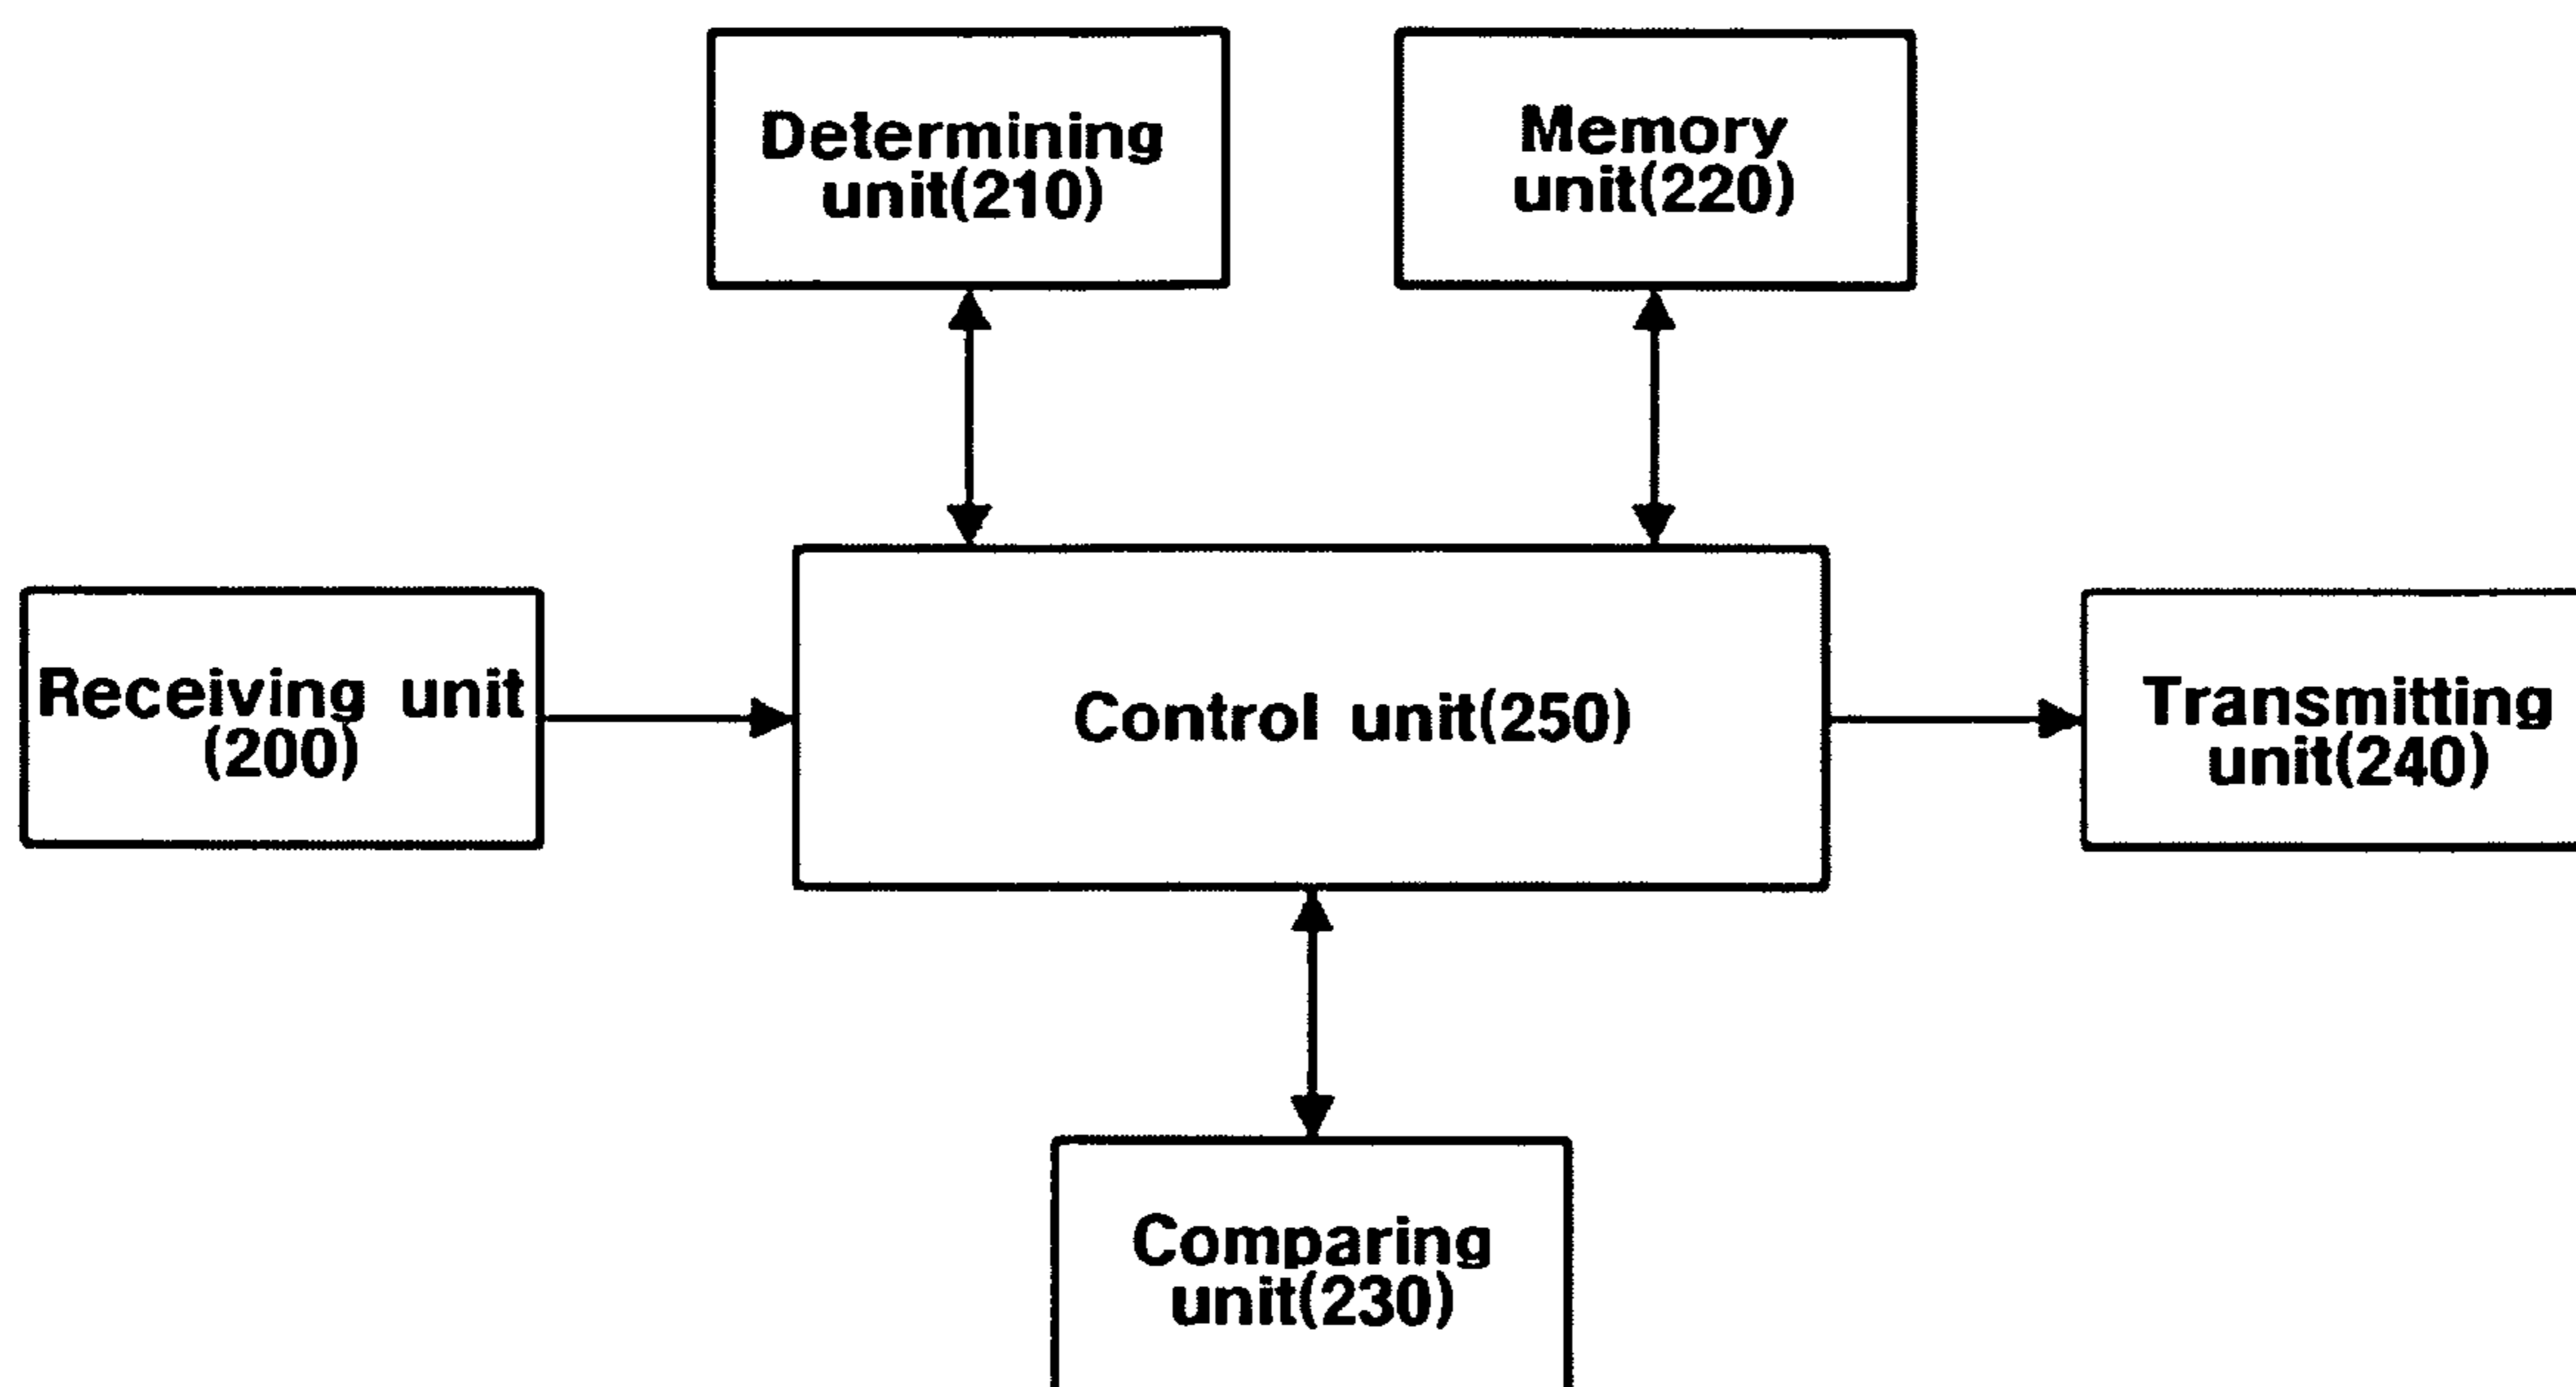 Determining
unit(210)
Memory
unit(220)
Receiving unit
(200)
Control unit(250)
Transmitting
unit(240)
Comparing
unit(230)